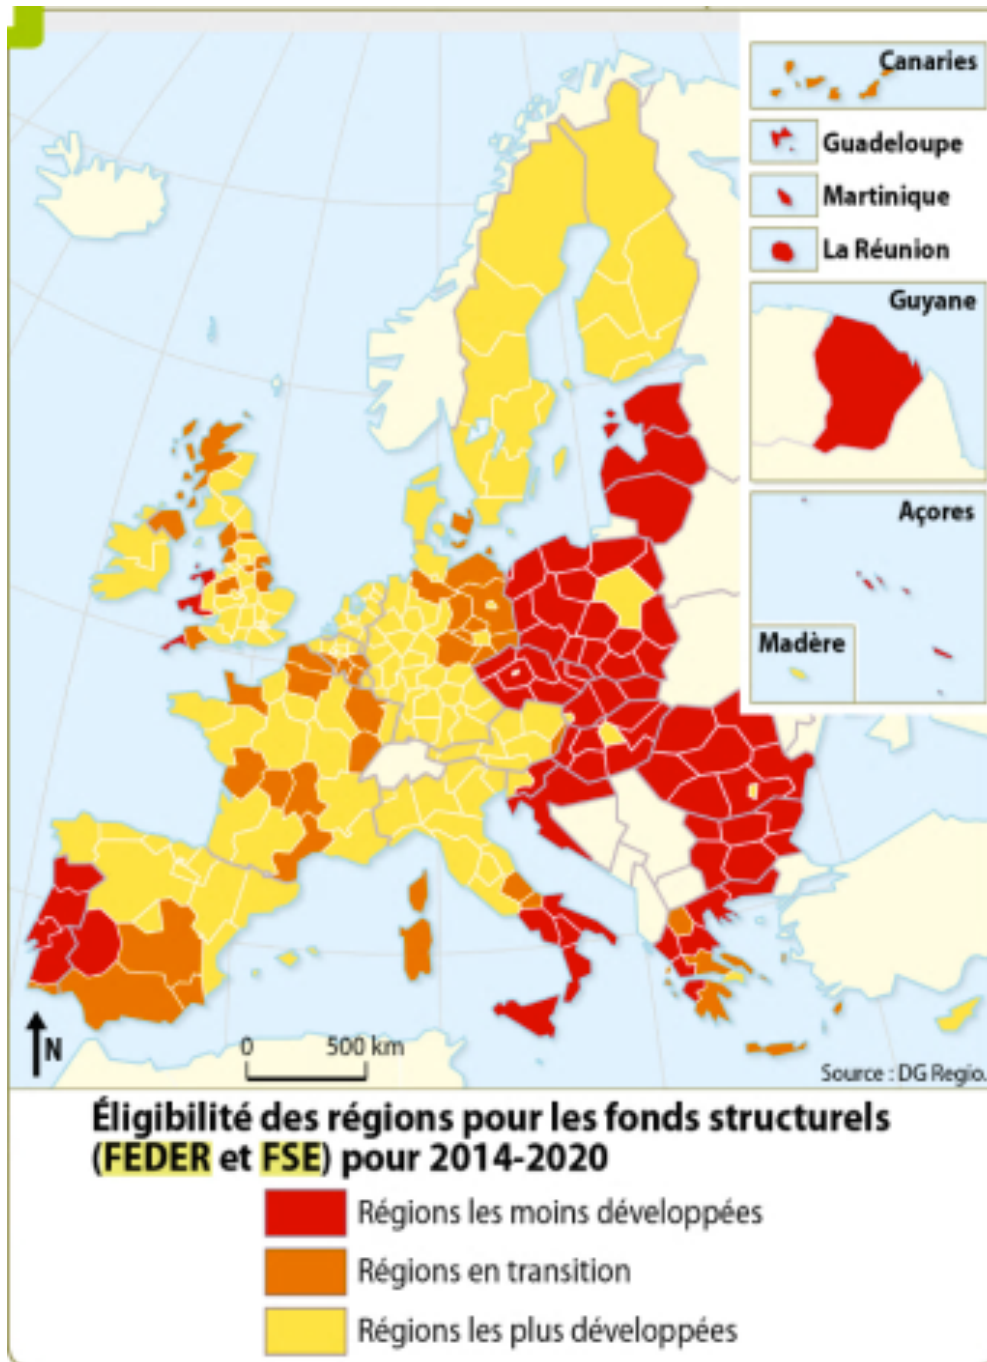 Canaries
Guadeloupe
Martinique
La Réunion
Guyane
Açores
Madère
N
0 500 km
Source : DG Regio.
Éligibilité des régions pour les fonds structurels
(FEDER et FSE) pour 2014-2020
Régions les moins développées
Régions en transition
Régions les plus développées